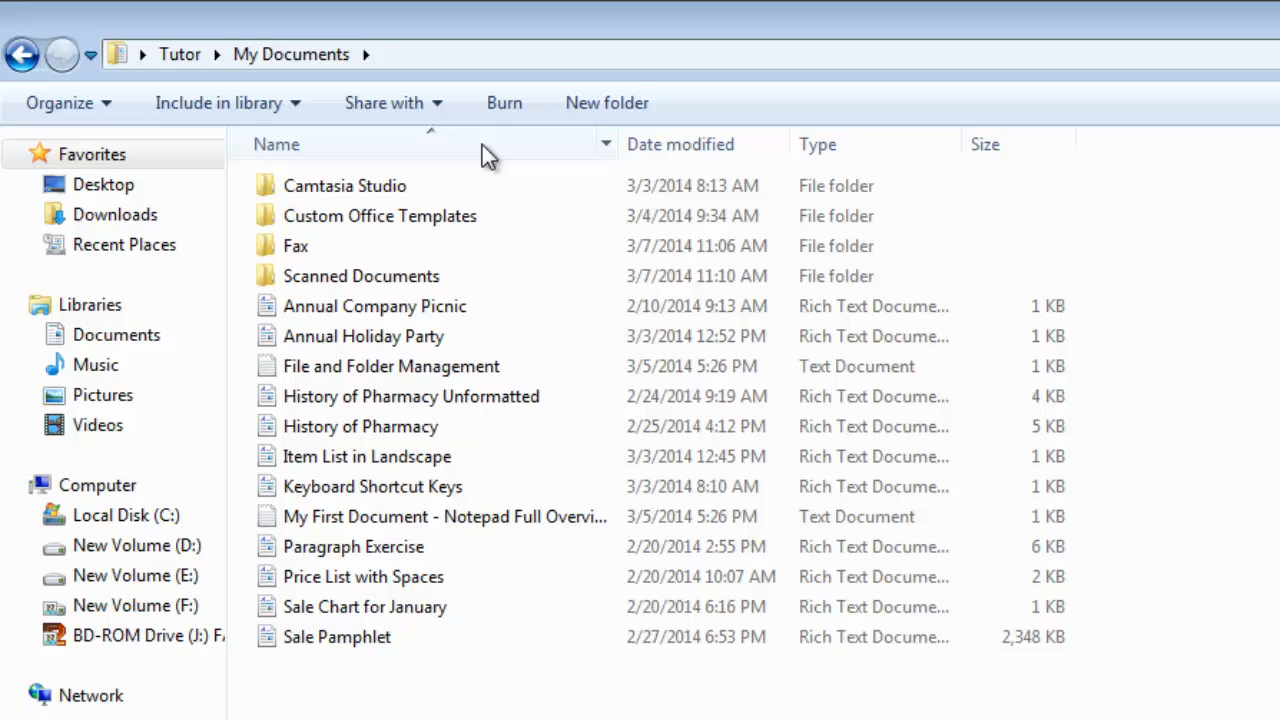 Tutor My Documents
Organize Include in library Share with Burn New folder
Name Date modified Type Size
Favorites
Desktop
Downloads
Recent Places
Libraries
Documents
Music
Pictures
Videos
Computer
Local Disk (C:)
New Volume (D:)
New Volume (E:)
New Volume (F:)
BD-ROM Drive (J:)
Network
Camtasia Studio 3/3/2014 8:13 AM File folder
Custom Office Templates 3/4/2014 9:34 AM File folder
Fax 3/7/2014 11:06 AM File folder
Scanned Documents 3/7/2014 11:10 AM File folder
Annual Company Picnic 2/10/2014 9:13 AM Rich Text Docume... 1 KB
Annual Holiday Party 3/3/2014 12:52 PM Rich Text Docume... 1 KB
File and Folder Management 3/5/2014 5:26 PM Text Document 1 KB
History of Pharmacy Unformatted 2/24/2014 9:19 AM Rich Text Docume... 4 KB
History of Pharmacy 2/25/2014 4:12 PM Rich Text Docume... 5 KB
Item List in Landscape 3/3/2014 12:45 PM Rich Text Docume... 1 KB
Keyboard Shortcut Keys 3/3/2014 8:10 AM Rich Text Docume... 1 KB
My First Document - Notepad Full Overvi... 3/5/2014 5:26 PM Text Document 1 KB
Paragraph Exercise 2/20/2014 2:55 PM Rich Text Docume... 6 KB
Price List with Spaces 2/20/2014 10:07 AM Rich Text Docume... 2 KB
Sale Chart for January 2/20/2014 6:16 PM Rich Text Docume... 1 KB
Sale Pamphlet 2/27/2014 6:53 PM Rich Text Docume... 2,348 KB